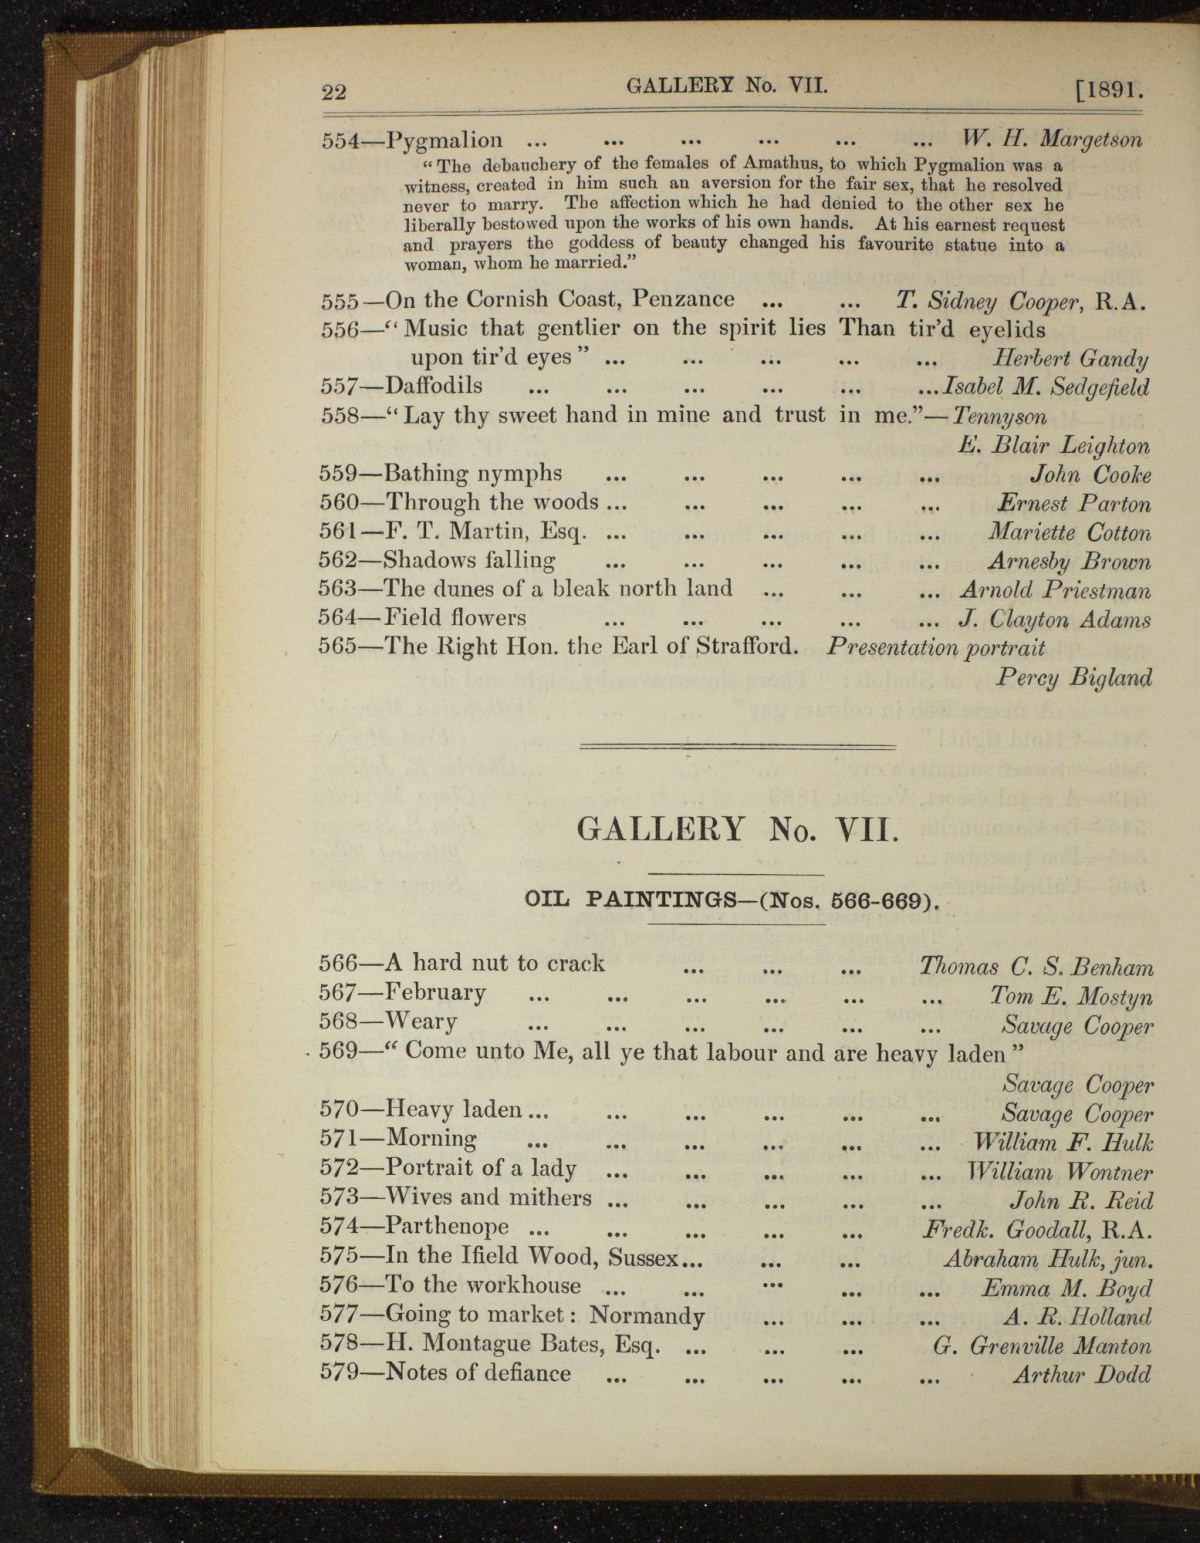 22 GALLERY No. VII. [1891.
554—Pygmalion ... ... ... ... ... ... W. H. Margetson
"The debauchery of the females of Amathus, to which Pygmalion was a
witness, created in him such an aversion for the fair sex, that he resolved
never to marry. The affection which he had denied to the other sex he
liberally bestowed upon the works of his own hands. At his earnest request
and prayers the goddess of beauty changed his favourite statue into a
woman, whom he married."
555—On the Cornish Coast, Penzance ... ... T. Sidney Cooper, R.A.
556—"Music that gentlier on the spirit lies Than tir'd eyelids
upon tir'd eyes" ... ... ... ... ... Herbert Gandy
557—Daffodils ... ... ... ... ... ...Isabel M. Sedgefield
558—"Lay thy sweet hand in mine and trust in me."—Tennyson
E. Blair Leighton
559—Bathing nymphs ... ... ... ... ... John Cooke
560—Through the woods ... ... ... ... ... Ernest Parton
561—F. T. Martin, Esq. ... ... ... ... ... Mariette Cotton
562—Shadows falling ... ... ... ... ... Arnesby Brown
563—The dunes of a bleak north land ... ... ... Arnold Priestman
564—Field flowers ... ... ... ... ... J. Clayton Adams
565—The Right Hon. the Earl of Strafford. Presentation portrait
Percy Bigland
GALLERY No. VII.
OIL PAINTINGS—(Nos. 566-669).
566—A hard nut to crack ... ... ... Thomas C. S. Benham
567—February ... ... ... ... ... ... Tom E. Mostyn
568—Weary ... ... ... ... ... ... Savage Cooper
569—"Come unto Me, all ye that labour and are heavy laden"
Savage Cooper
570—Heavy laden ... ... ... ... ... ... Savage Cooper
571—Morning ... ... ... ... ... ... William F. Hulk
572—Portrait of a lady ... ... ... ... ... William Wontner
573—Wives and mithers ... ... ... ... ... John R. Reid
574—Parthenope ... ... ... ... ... Fredk. Goodall, R.A.
575—In the Ifield Wood, Sussex... ... ... Abraham Hulk, jun.
576—To the workhouse ... ... ... ... ... Emma M. Boyd
577—Going to market: Normandy ... ... ... A. R. Holland
578—H. Montague Bates, Esq. ... ... ... G. Grenville Manton
579—Notes of defiance ... ... ... ... ... Arthur Dodd